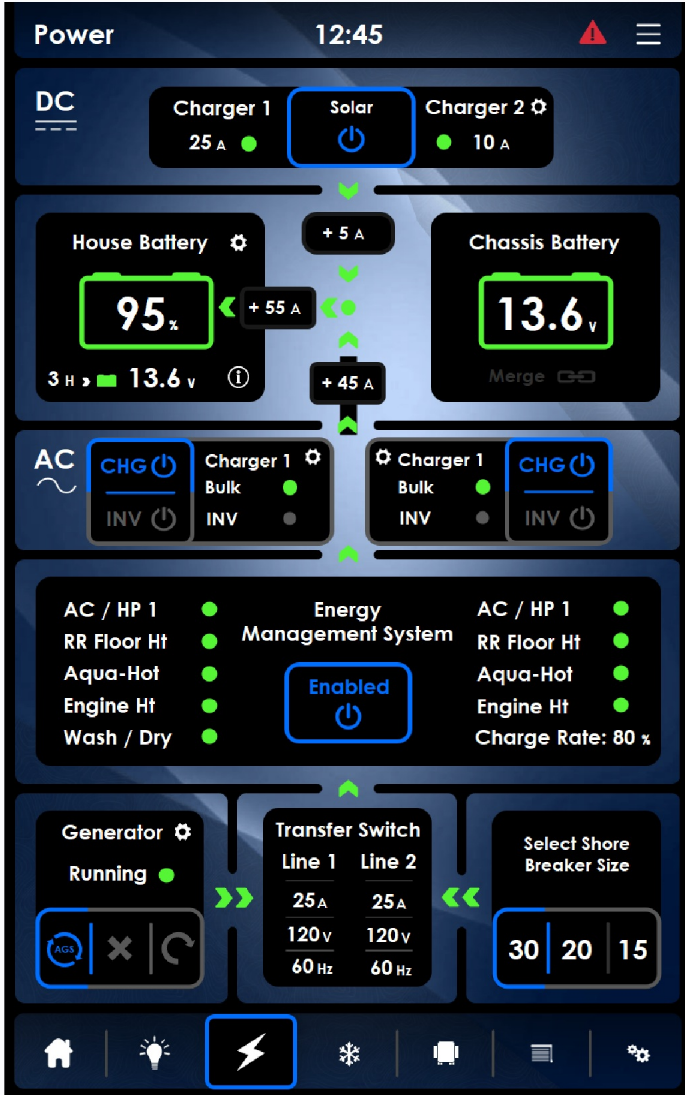 Power 12:45
DC
Charger 1 Solar Charger 2
25 A 10 A
+ 5 A
House Battery
95 %
+ 55 A
3 H 13.6 V
+ 45 A
Chassis Battery
13.6 V
Merge
AC
CHG
INV
Charger 1
Bulk
INV
Charger 1
Bulk
INV
CHG
INV
AC / HP 1
RR Floor Ht
Aqua-Hot
Engine Ht
Wash / Dry
Energy
Management System
Enabled
AC / HP 1
RR Floor Ht
Aqua-Hot
Engine Ht
Charge Rate: 80 %
Generator
Running
AGS
Transfer Switch
Line 1 Line 2
25 A 25 A
120 V 120 V
60 Hz 60 Hz
Select Shore
Breaker Size
30 20 15